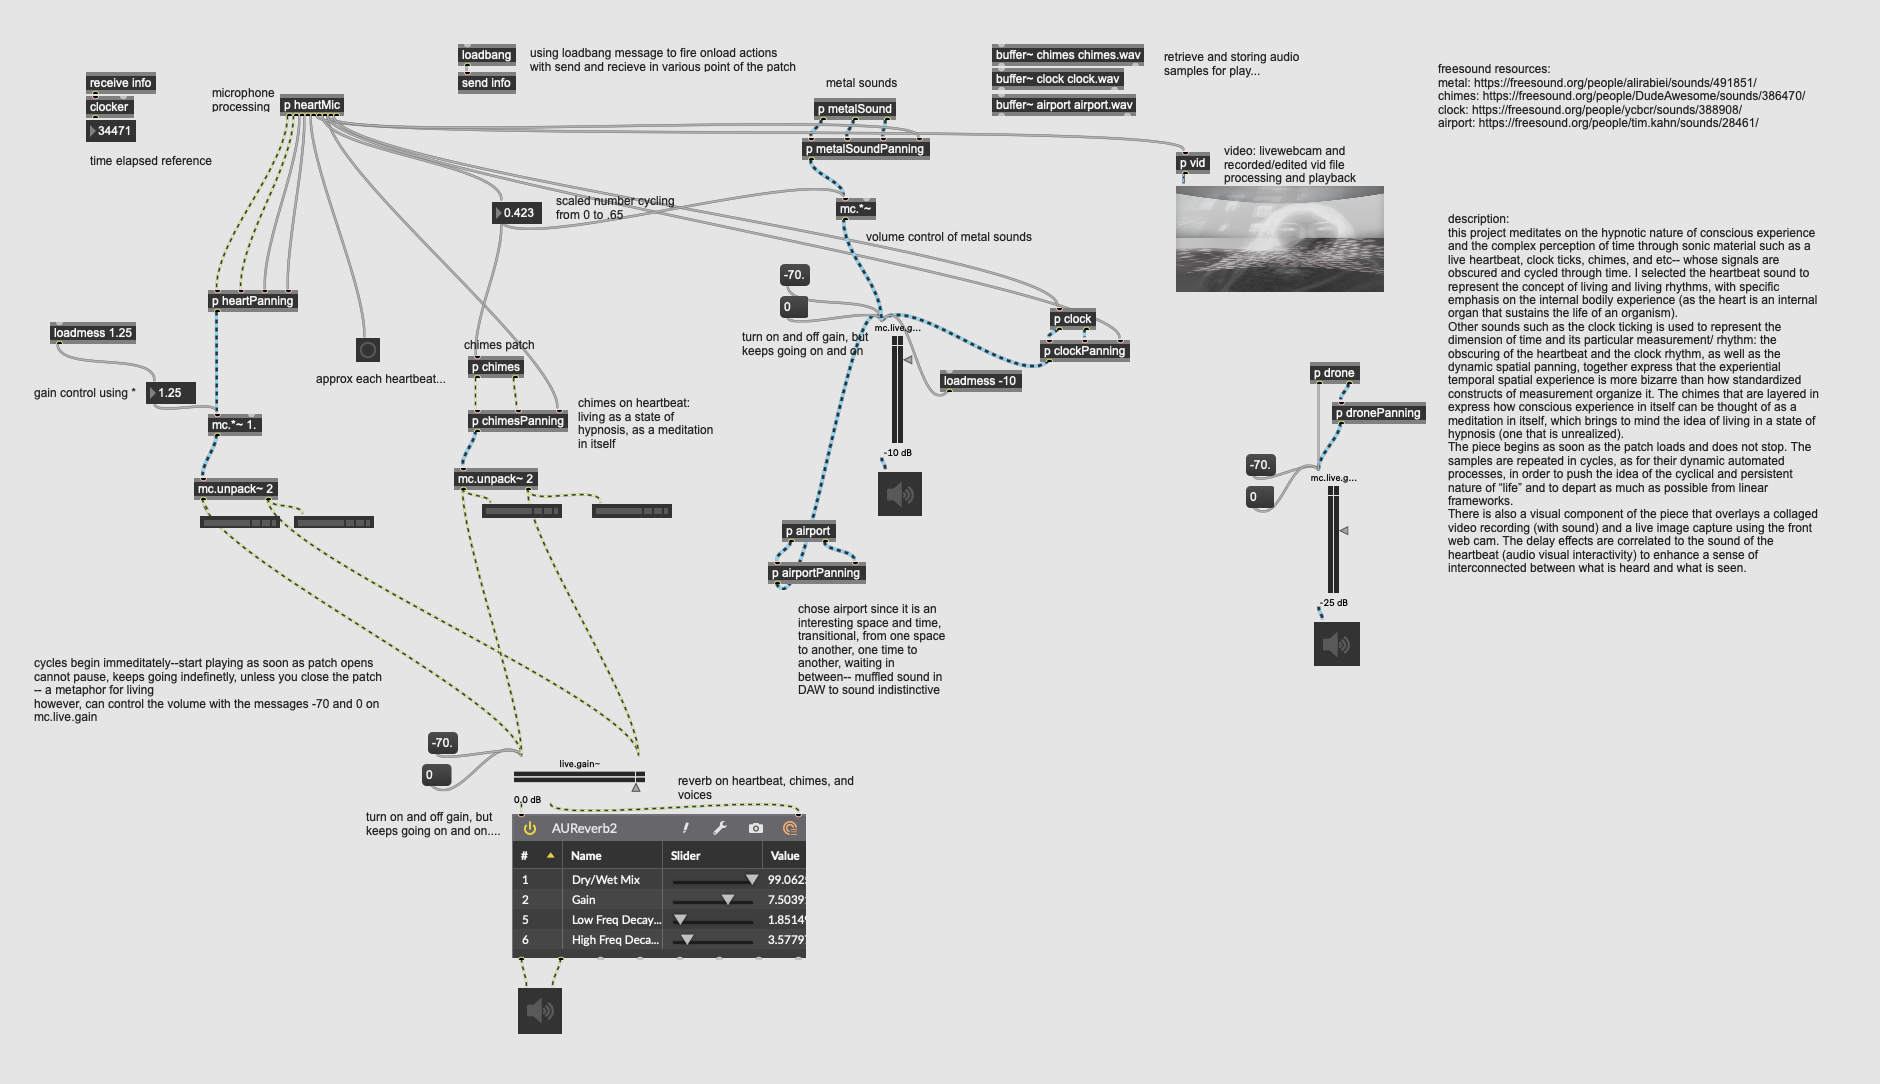 receive info
clocker
34471
time elapsed reference
microphone
processing
p heartMic
loadbang
send info
using loadbang message to fire onload actions
with send and recieve in various point of the patch
metal sounds
p metalSound
p metalSoundPanning
buffer~ chimes chimes.wav
buffer~ clock clock.wav
buffer~ airport airport.wav
retrieve and storing audio
samples for play...
freesound resources:
metal: https://freesound.org/people/alirabiei/sounds/491851/
chimes: https://freesound.org/people/DudeAwesome/sounds/386470/
clock: https://freesound.org/people/ycbcr/sounds/388908/
airport: https://freesound.org/people/tim.kahn/sounds/28461/
p vid
video: livewebcam and
recorded/edited vid file
processing and playback
0.423
scaled number cycling
from 0 to .65
mc.*~
volume control of metal sounds
-70.
0
turn on and off gain, but
keeps going on and on
mc.live.g...
-10 dB
p clock
p clockPanning
loadmess -10
p heartPanning
loadmess 1.25
gain control using *
1.25
mc.*~ 1.
mc.unpack~ 2
approx each heartbeat...
chimes patch
p chimes
p chimesPanning
chimes on heartbeat:
living as a state of
hypnosis, as a meditation
in itself
mc.unpack~ 2
p airport
p airportPanning
chose airport since it is an
interesting space and time,
transitional, from one space
to another, one time to
another, waiting in
between-- muffled sound in
DAW to sound indistinctive
p drone
p dronePanning
-70.
0
mc.live.g...
-25 dB
description:
this project meditates on the hypnotic nature of conscious experience
and the complex perception of time through sonic material such as a
live heartbeat, clock ticks, chimes, and etc-- whose signals are
obscured and cycled through time. I selected the heartbeat sound to
represent the concept of living and living rhythms, with specific
emphasis on the internal bodily experience (as the heart is an internal
organ that sustains the life of an organism).
Other sounds such as the clock ticking is used to represent the
dimension of time and its particular measurement/ rhythm: the
obscuring of the heartbeat and the clock rhythm, as well as the
dynamic spatial panning, together express that the experiential
temporal spatial experience is more bizarre than how standardized
constructs of measurement organize it. The chimes that are layered in
express how conscious experience in itself can be thought of as a
meditation in itself, which brings to mind the idea of living in a state of
hypnosis (one that is unrealized).
The piece begins as soon as the patch loads and does not stop. The
samples are repeated in cycles, as for their dynamic automated
processes, in order to push the idea of the cyclical and persistent
nature of “life” and to depart as much as possible from linear
frameworks.
There is also a visual component of the piece that overlays a collaged
video recording (with sound) and a live image capture using the front
web cam. The delay effects are correlated to the sound of the
heartbeat (audio visual interactivity) to enhance a sense of
interconnected between what is heard and what is seen.
cycles begin immeditately--start playing as soon as patch opens
cannot pause, keeps going indefinetly, unless you close the patch
-- a metaphor for living
however, can control the volume with the messages -70 and 0 on
mc.live.gain
-70.
0
turn on and off gain, but
keeps going on and on....
live.gain~
0.0 dB
reverb on heartbeat, chimes, and
voices
AUReverb2
# Name Slider Value
1 Dry/Wet Mix 99.062
2 Gain 7.5039
5 Low Freq Decay... 1.8514
6 High Freq Deca... 3.5779